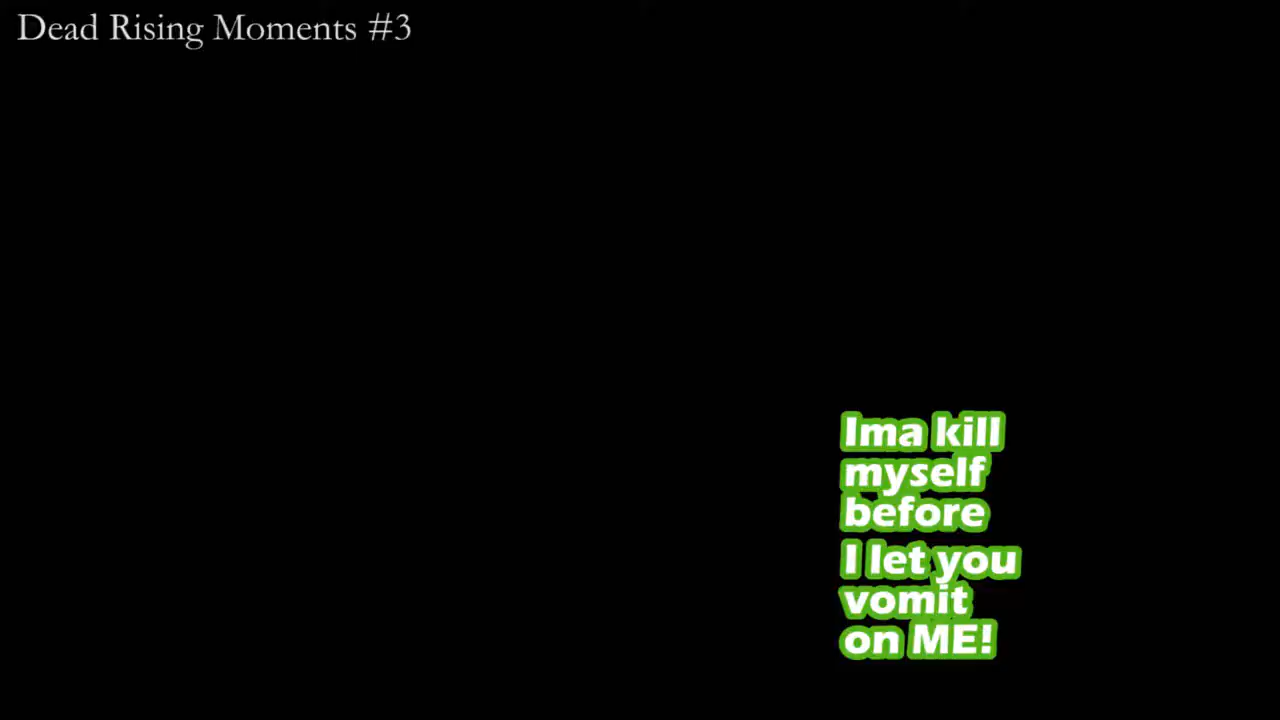 Dead Rising Moments #3
Ima kill
myself
before
I let you
vomit
on ME!